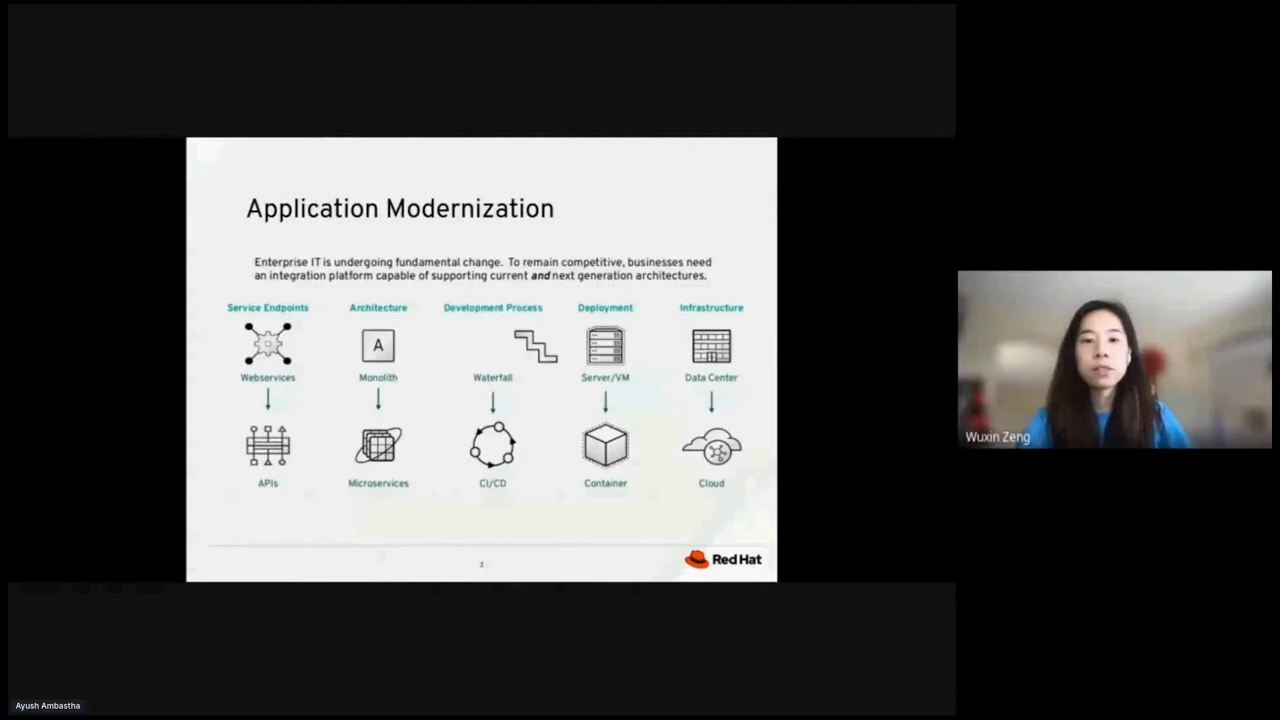 Application Modernization
Enterprise IT is undergoing fundamental change. To remain competitive, businesses need
an integration platform capable of supporting current and next generation architectures.
Service Endpoints Architecture Development Process Deployment Infrastructure
A
Webservices Monolith Waterfall Server/VM Data Center
APIs Microservices CI/CD Container Cloud
Red Hat
Wuxin Zeng
Ayush Ambastha